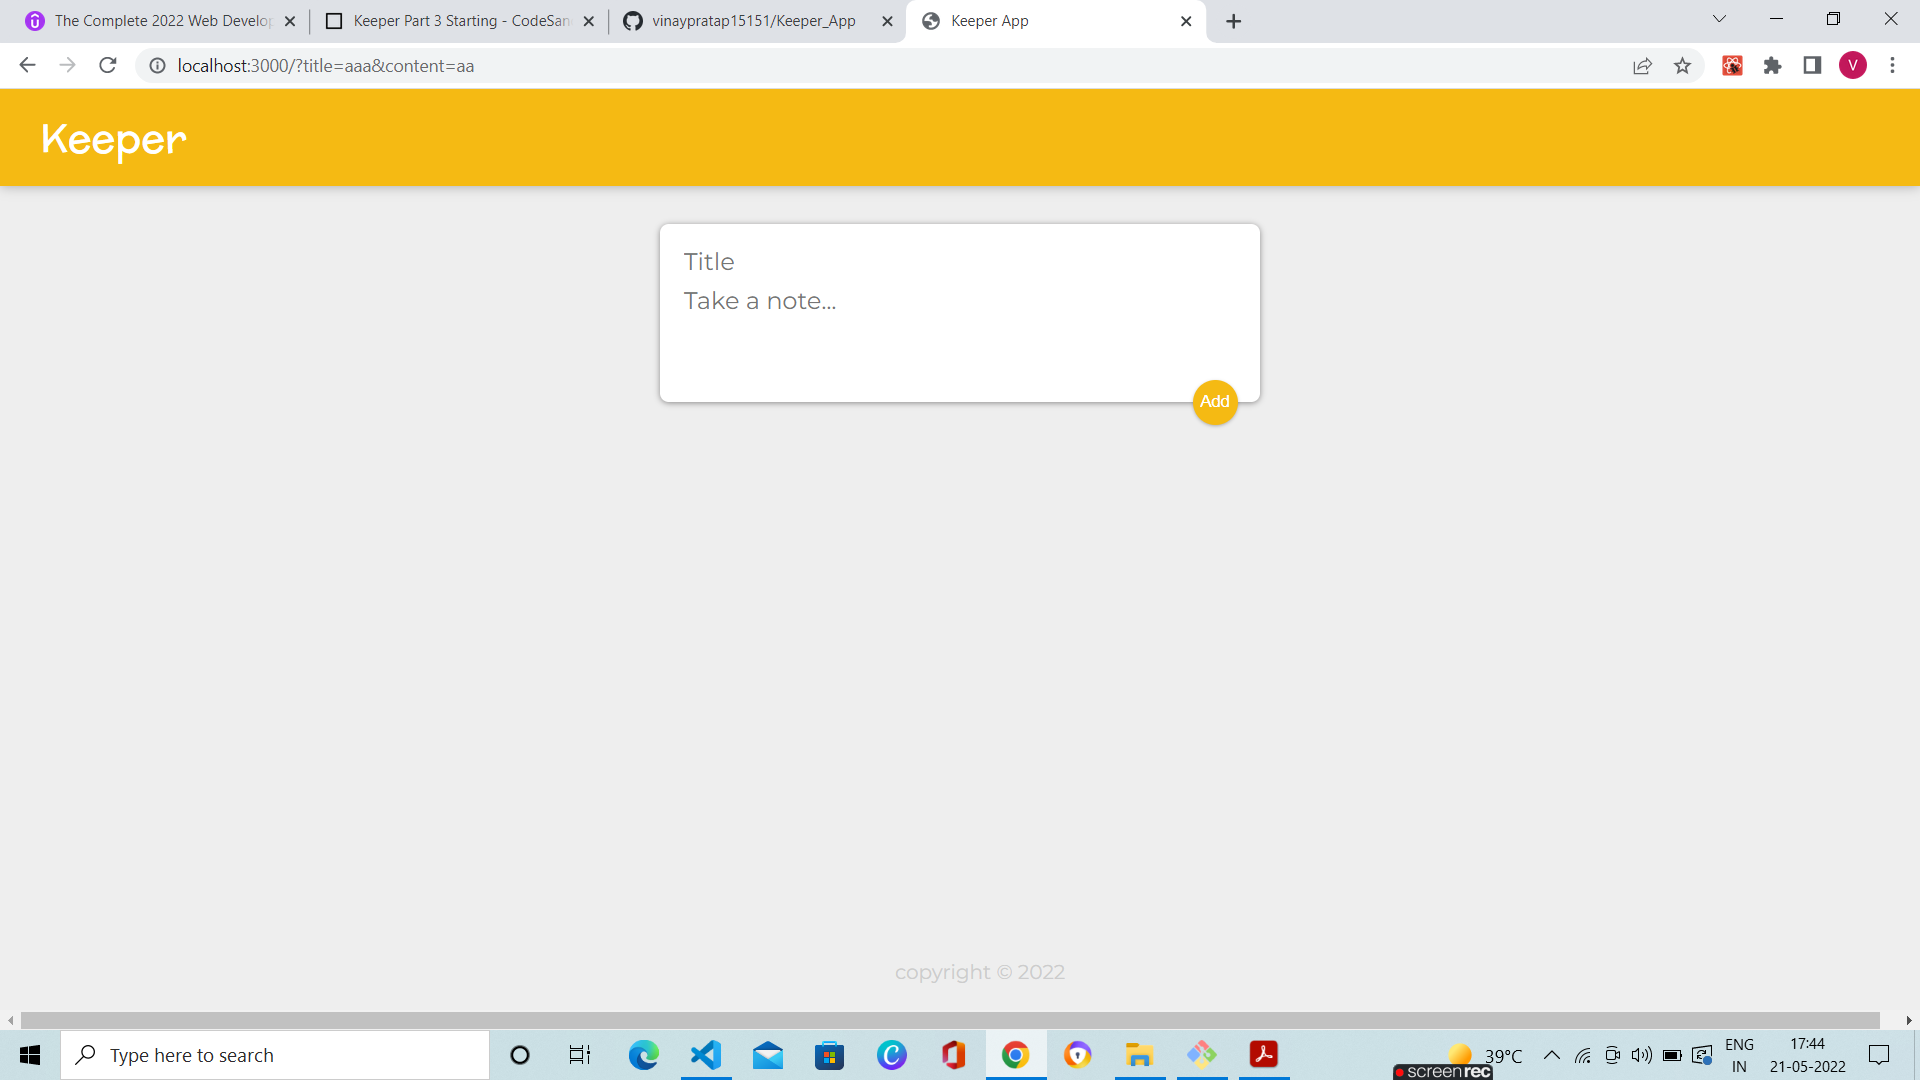 The Complete 2022 Web Develop
Keeper Part 3 Starting - CodeSan
vinaypratap15151/Keeper_App
Keeper App
localhost:3000/?title=aaa&content=aa
V
Keeper
Title
Take a note...
Add
copyright © 2022
Type here to search
39°C
ENG
IN
17:44
21-05-2022
screenrec